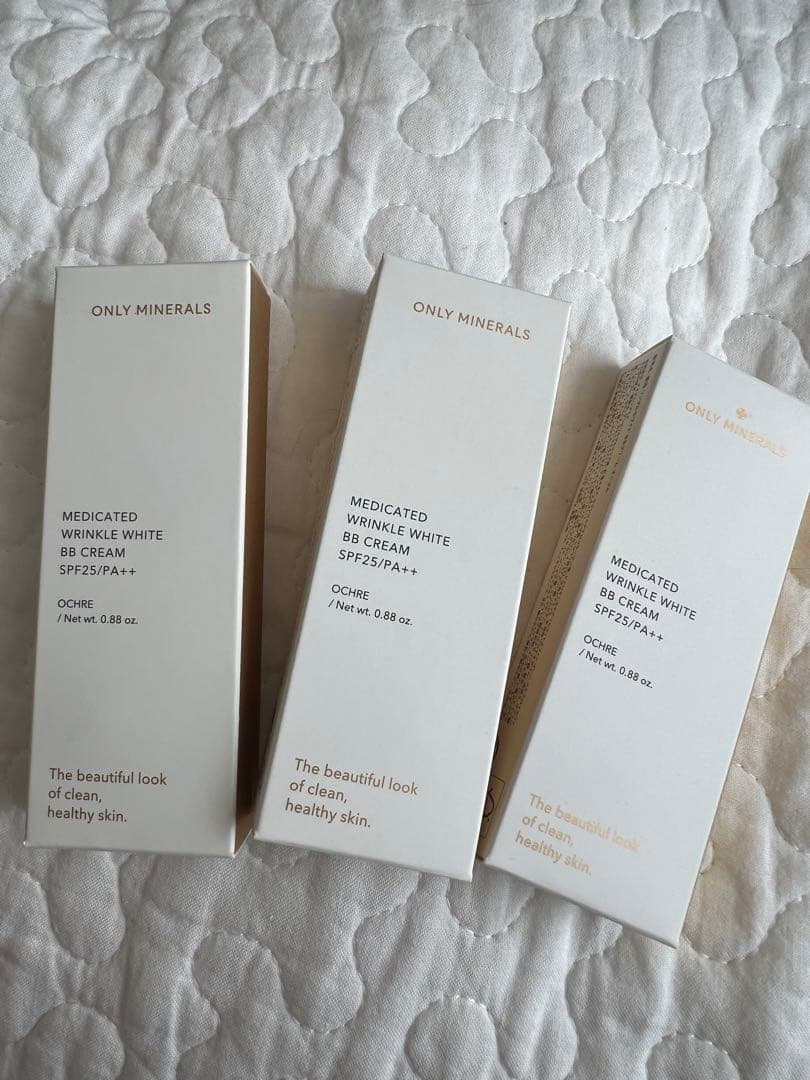 ONLY MINERALS
MEDICATED
WRINKLE WHITE
BB CREAM
SPF25/PA++
OCHRE
/ Net wt. 0.88 oz.
The beautiful look
of clean,
healthy skin.
ONLY MINERALS
MEDICATED
WRINKLE WHITE
BB CREAM
SPF25/PA++
OCHRE
/ Net wt. 0.88 oz.
The beautiful look
of clean,
healthy skin.
ONLY MINERALS
MEDICATED
WRINKLE WHITE
BB CREAM
SPF25/PA++
OCHRE
/ Net wt. 0.88 oz.
The beautiful look
of clean,
healthy skin.